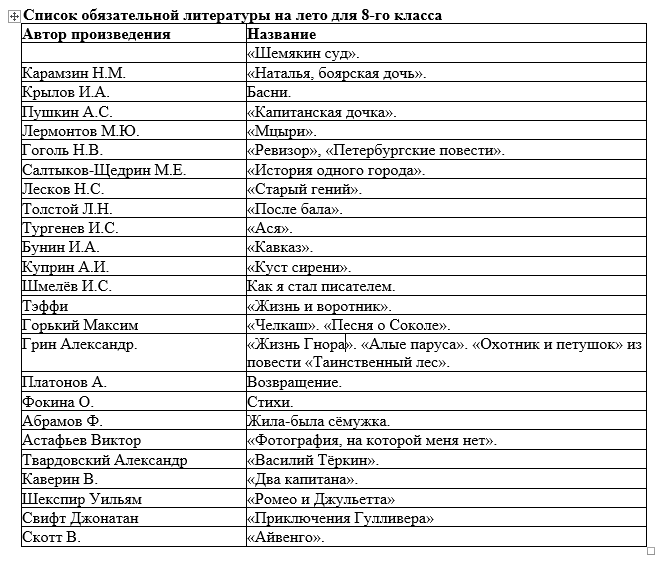 Список обязательной литературы на лето для 8-го класса
Автор произведения Название
«Шемякин суд».
Карамзин Н.М. «Наталья, боярская дочь».
Крылов И.А. Басни.
Пушкин А.С. «Капитанская дочка».
Лермонтов М.Ю. «Мцыри».
Гоголь Н.В. «Ревизор», «Петербургские повести».
Салтыков-Щедрин М.Е. «История одного города».
Лесков Н.С. «Старый гений».
Толстой Л.Н. «После бала».
Тургенев И.С. «Ася».
Бунин И.А. «Кавказ».
Куприн А.И. «Куст сирени».
Шмелёв И.С. Как я стал писателем.
Тэффи «Жизнь и воротник».
Горький Максим «Челкаш». «Песня о Соколе».
Грин Александр. «Жизнь Гнора». «Алые паруса». «Охотник и петушок» из
повести «Таинственный лес».
Платонов А. Возвращение.
Фокина О. Стихи.
Абрамов Ф. Жила-была сёмужка.
Астафьев Виктор «Фотография, на которой меня нет».
Твардовский Александр «Василий Тёркин».
Каверин В. «Два капитана».
Шекспир Уильям «Ромео и Джульетта»
Свифт Джонатан «Приключения Гулливера»
Скотт В. «Айвенго».